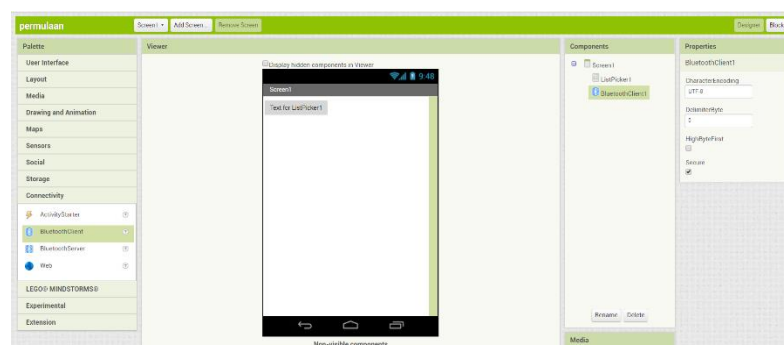 permulaan
Screen1 Add Screen... Remove Screen Designer Block
Palette
User Interface
Layout
Media
Drawing and Animation
Maps
Sensors
Social
Storage
Connectivity
ActivityStarter
BluetoothClient
BluetoothServer
Web
LEGO® MINDSTORMS®
Experimental
Extension
Viewer
Display hidden components in Viewer
9:48
Screen1
Text for ListPicker1
Non-visible components
Components
Screen1
ListPicker1
BluetoothClient1
Rename Delete
Media
Properties
BluetoothClient1
CharacterEncoding
UTF-8
DelimiterByte
0
HighByteFirst
Secure